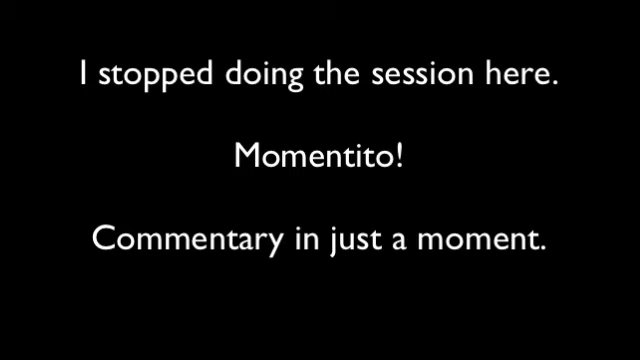 I stopped doing the session here.
Momentito!
Commentary in just a moment.